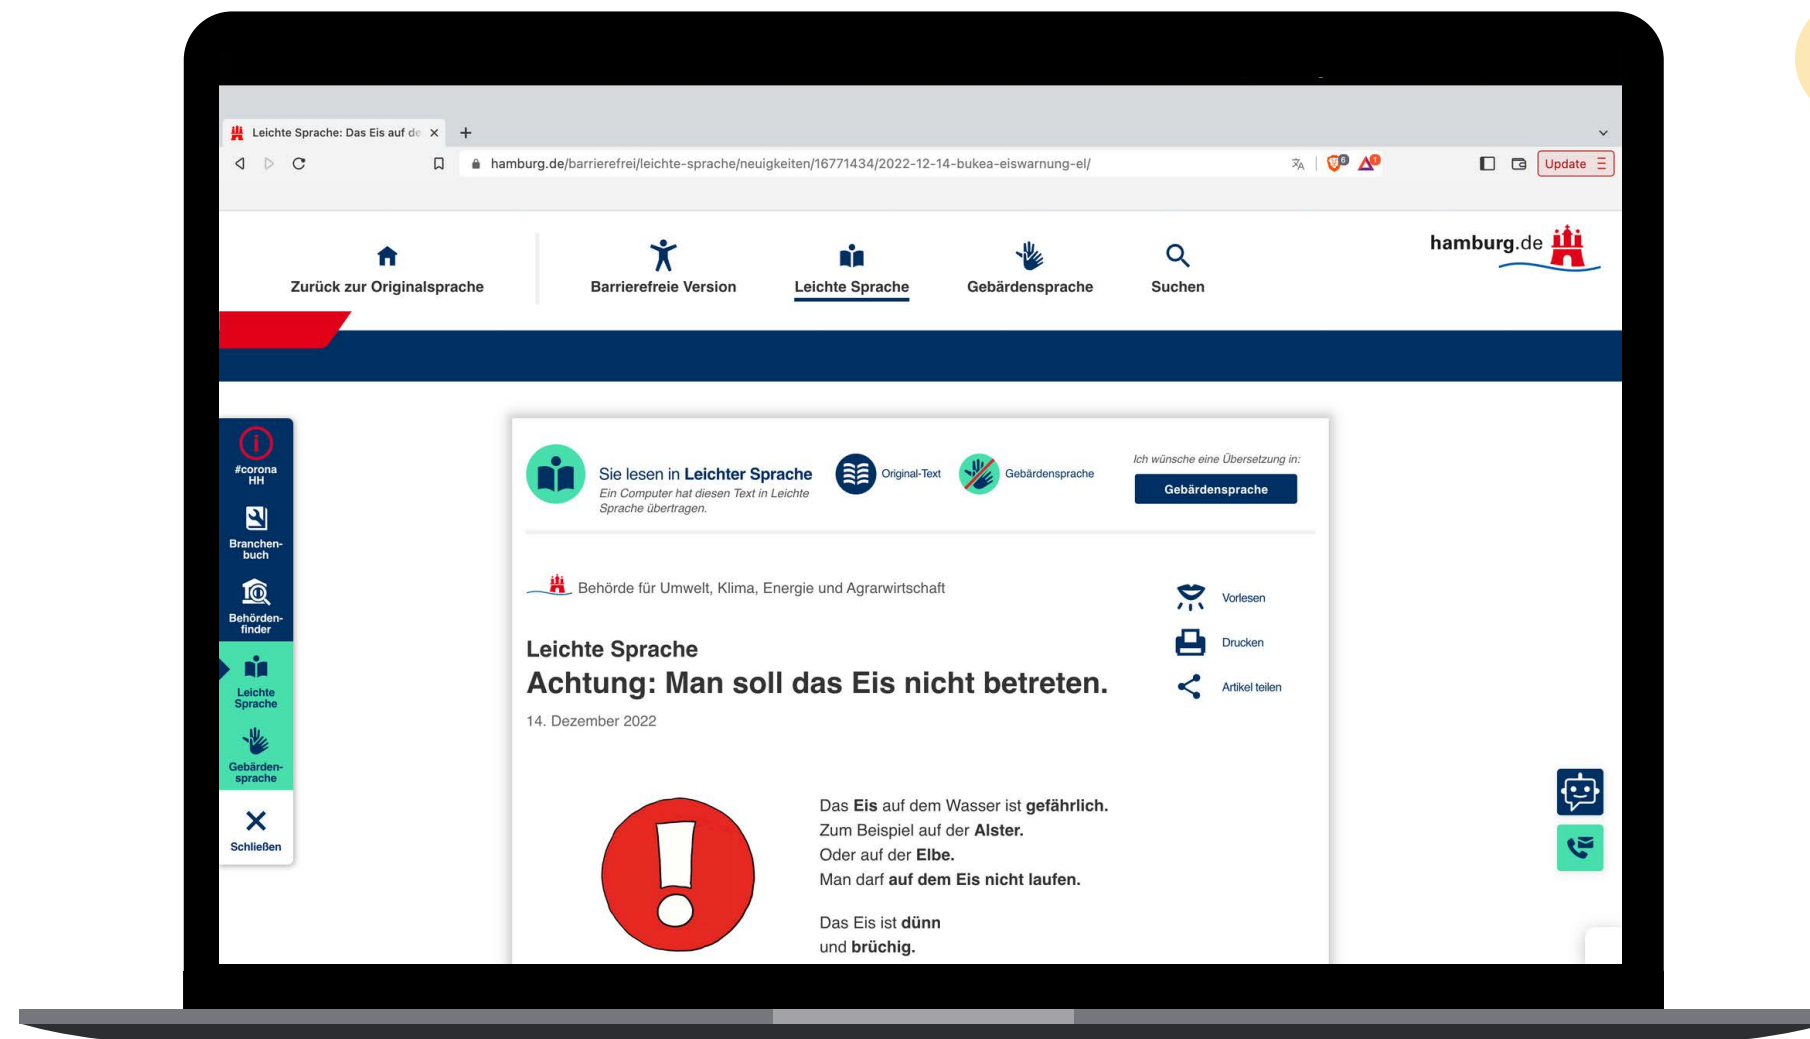 Leichte Sprache: Das Eis auf de
hamburg.de/barrierefrei/leichte-sprache/neuigkeiten/16771434/2022-12-14-bukea-eiswarnung-el/
6
1
Update
Zurück zur Originalsprache
Barrierefreie Version
Leichte Sprache
Gebärdensprache
Suchen
hamburg.de
#corona
HH
Branchen-
buch
Behörden-
finder
Leichte
Sprache
Gebärden-
sprache
Schließen
Sie lesen in Leichter Sprache
Ein Computer hat diesen Text in Leichte
Sprache übertragen.
Original-Text
Gebärdensprache
Ich wünsche eine Übersetzung in:
Gebärdensprache
Behörde für Umwelt, Klima, Energie und Agrarwirtschaft
Vorlesen
Drucken
Artikel teilen
Leichte Sprache
Achtung: Man soll das Eis nicht betreten.
14. Dezember 2022
Das Eis auf dem Wasser ist gefährlich.
Zum Beispiel auf der Alster.
Oder auf der Elbe.
Man darf auf dem Eis nicht laufen.
Das Eis ist dünn
und brüchig.